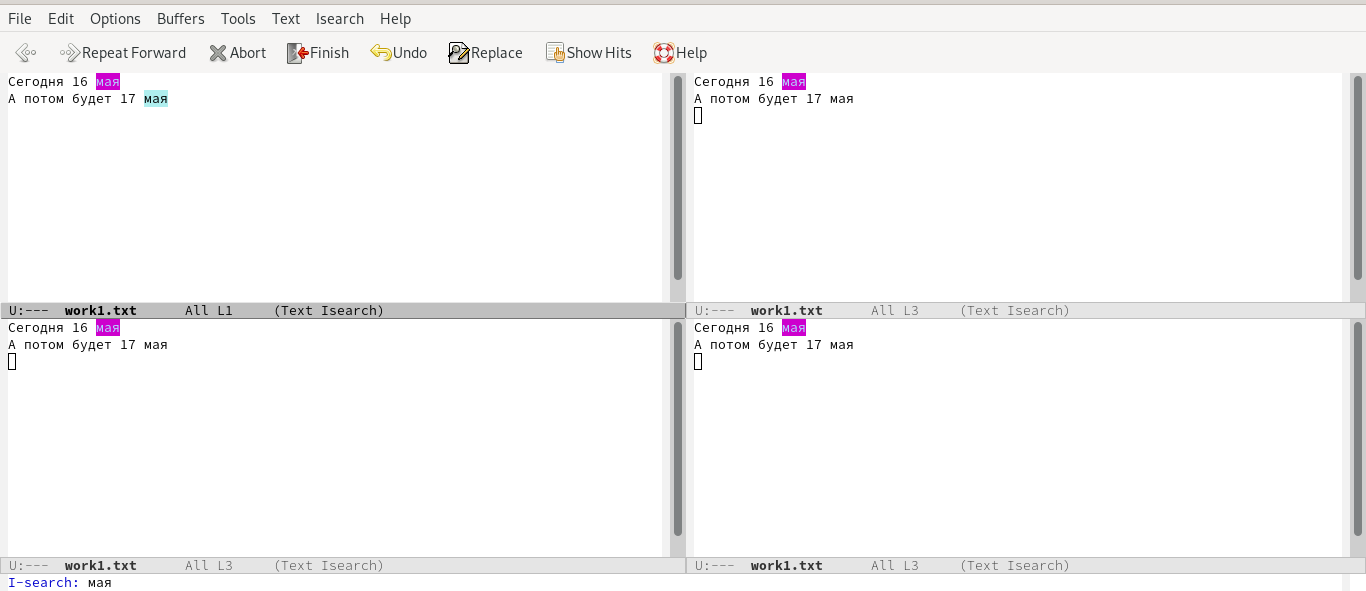 File Edit Options Buffers Tools Text Isearch Help
Repeat Forward Abort Finish Undo Replace Show Hits Help
Сегодня 16 мая
А потом будет 17 мая
U:--- work1.txt All L1 (Text Isearch)
Сегодня 16 мая
А потом будет 17 мая
U:--- work1.txt All L3 (Text Isearch)
Сегодня 16 мая
А потом будет 17 мая
U:--- work1.txt All L3 (Text Isearch)
Сегодня 16 мая
А потом будет 17 мая
U:--- work1.txt All L3 (Text Isearch)
I-search: мая